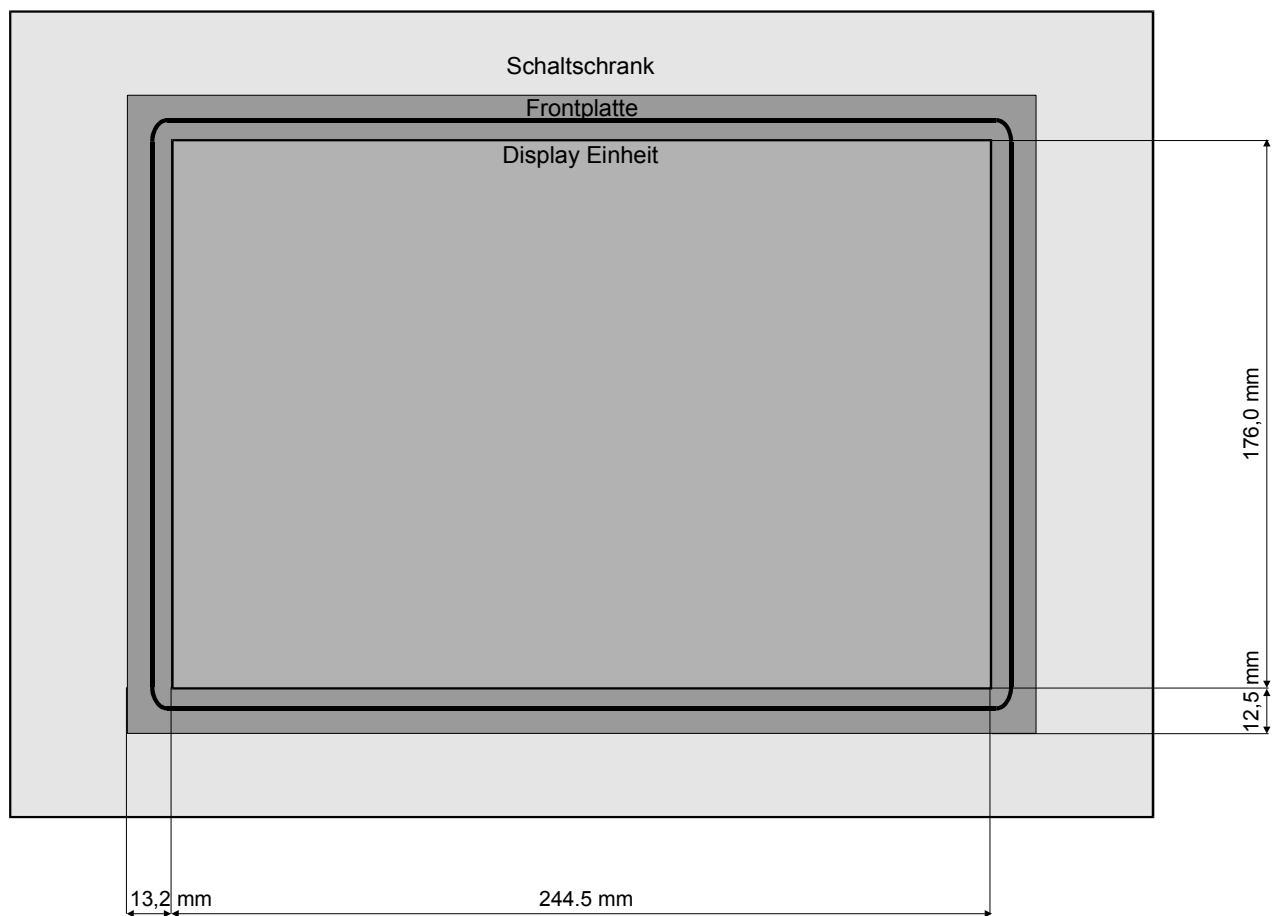 Schaltschrank
Frontplatte
Display Einheit
176,0 mm
12,5 mm
13,2 mm
244.5 mm